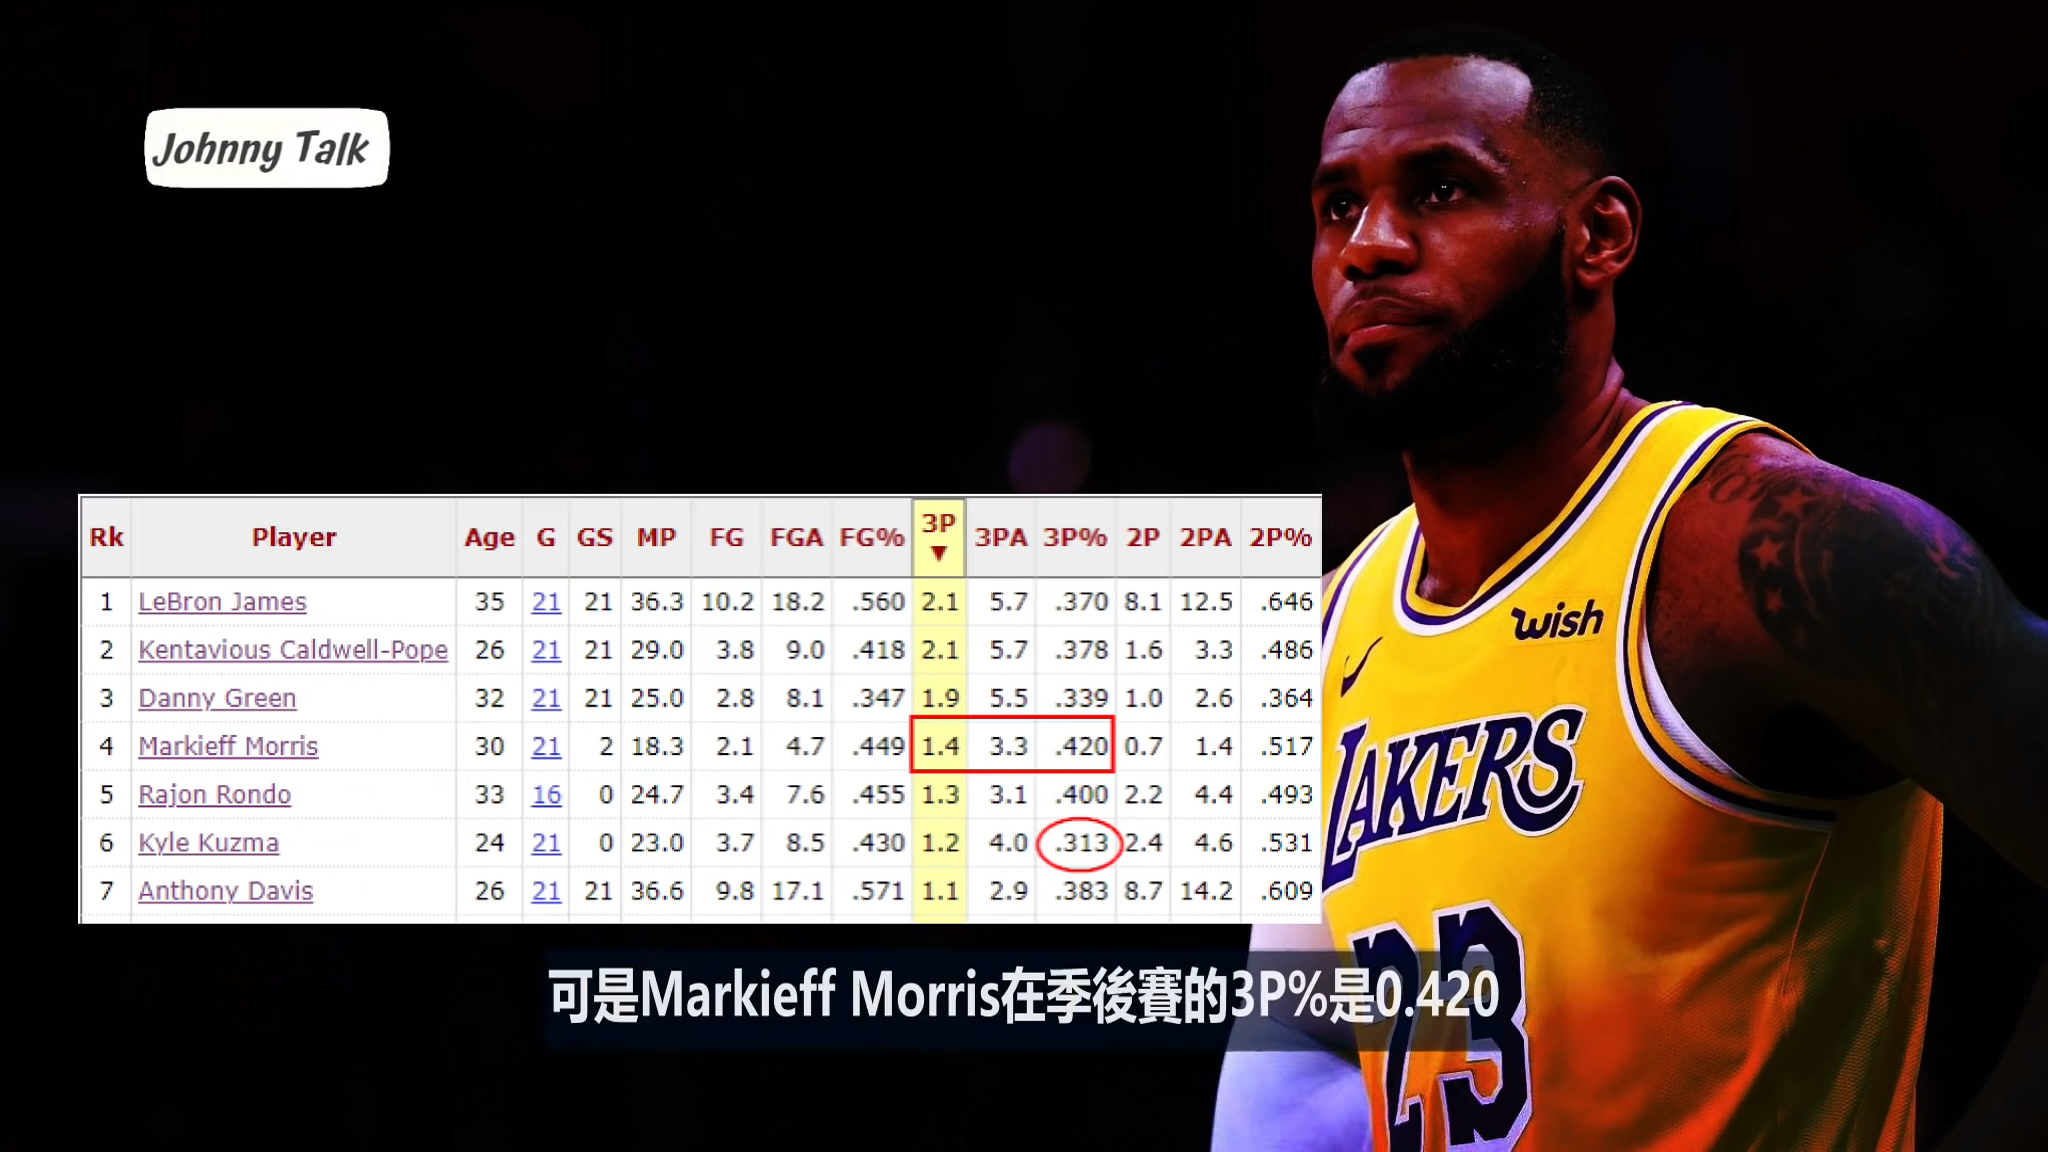 Johnny Talk
Rk Player Age G GS MP FG FGA FG% 3P ▼ 3PA 3P% 2P 2PA 2P%
1 LeBron James 35 21 21 36.3 10.2 18.2 .560 2.1 5.7 .370 8.1 12.5 .646
2 Kentavious Caldwell-Pope 26 21 21 29.0 3.8 9.0 .418 2.1 5.7 .378 1.6 3.3 .486
3 Danny Green 32 21 21 25.0 2.8 8.1 .347 1.9 5.5 .339 1.0 2.6 .364
4 Markieff Morris 30 21 2 18.3 2.1 4.7 .449 1.4 3.3 .420 0.7 1.4 .517
5 Rajon Rondo 33 16 0 24.7 3.4 7.6 .455 1.3 3.1 .400 2.2 4.4 .493
6 Kyle Kuzma 24 21 0 23.0 3.7 8.5 .430 1.2 4.0 .313 2.4 4.6 .531
7 Anthony Davis 26 21 21 36.6 9.8 17.1 .571 1.1 2.9 .383 8.7 14.2 .609
wish
LAKERS
23
可是Markieff Morris在季後賽的3P%是0.420